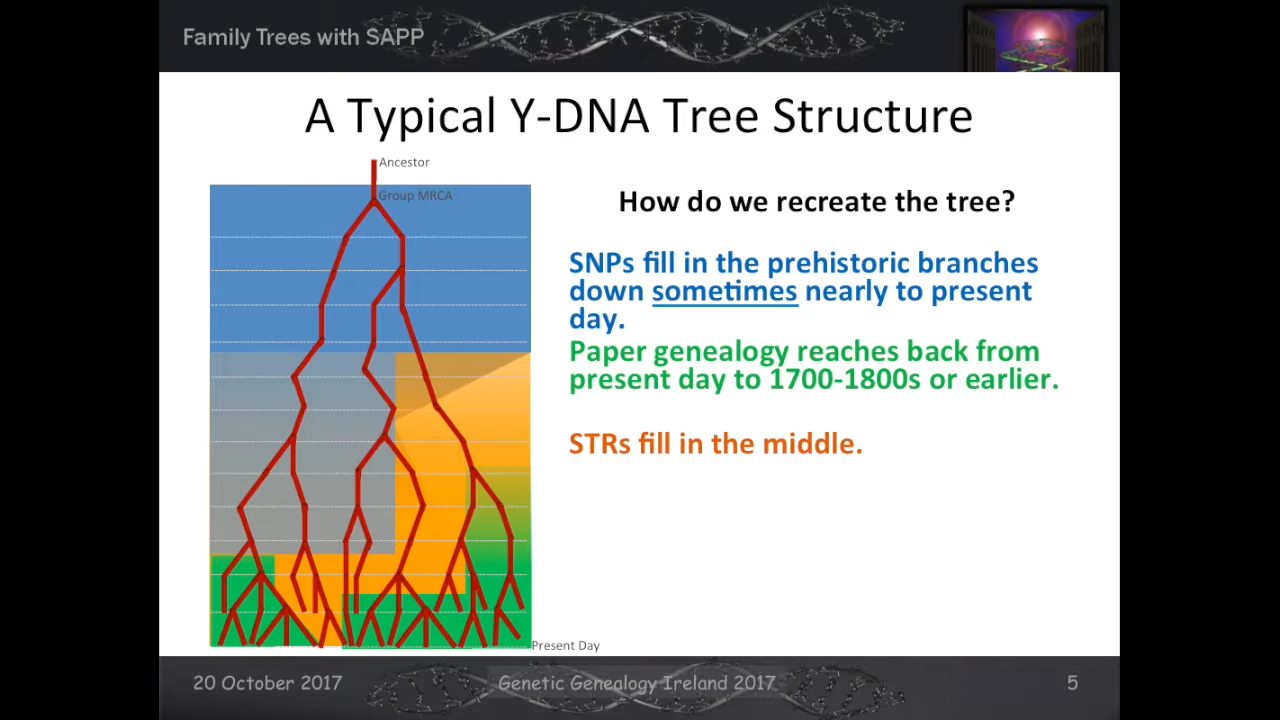 Family Trees with SAPP
A Typical Y-DNA Tree Structure
Ancestor
Group MRCA
How do we recreate the tree?
SNPs fill in the prehistoric branches
down sometimes nearly to present
day.
Paper genealogy reaches back from
present day to 1700-1800s or earlier.
STRs fill in the middle.
Present Day
20 October 2017
Genetic Genealogy Ireland 2017
5